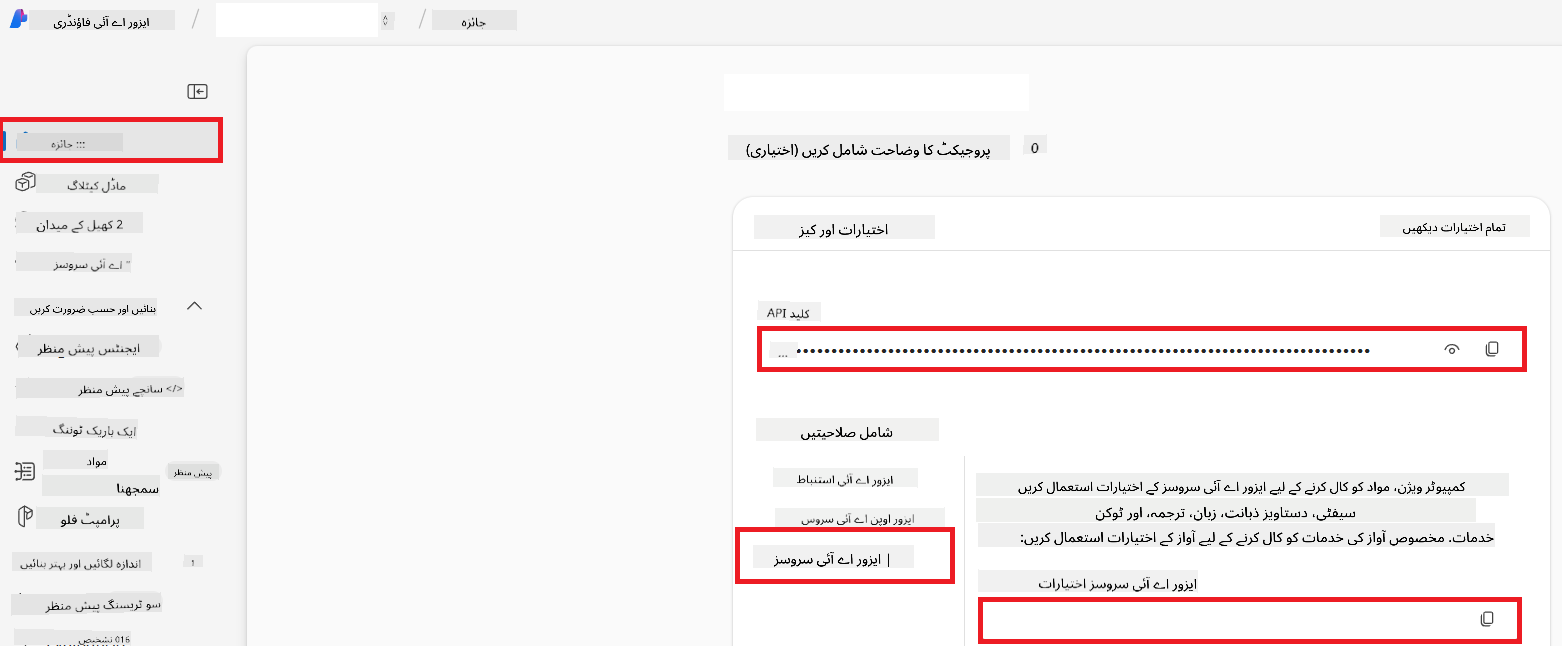 ایزور اے آئی فاؤنڈری
/
/
جائزہ
::: جائزہ
ماڈل کیٹلاگ
2 کھیل کے میدان
" اے آئی سروسز
بنائیں اور حسب ضرورت کریں
ایجنٹس پیش منظر
</> سانچے پیش منظر
ایک باریک ٹوننگ
مواد
سمجھنا
پیش منظر
پرامپٹ فلو
اندازہ لگائیں اور بہتر بنائیں
سو ٹریسنگ پیش منظر
016 تشخیص
پروجیکٹ کا وضاحت شامل کریں (اختیاری)
0
اختیارات اور کیز
تمام اختیارات دیکھیں
کلید API
...
شامل صلاحیتیں
ایزور اے آئی استنباط
ایزور اوپن اے آئی سروس
| ایزور اے آئی سروسز
کمپیوٹر ویژن، مواد کو کال کرنے کے لیے ایزور اے آئی سروسز کے اختیارات استعمال کریں
سیفٹی، دستاویز ذہانت، زبان، ترجمہ، اور ٹوکن
خدمات. مخصوص آواز کی خدمات کو کال کرنے کے لیے آواز کے اختیارات استعمال کریں:
ایزور اے آئی سروسز اختیارات